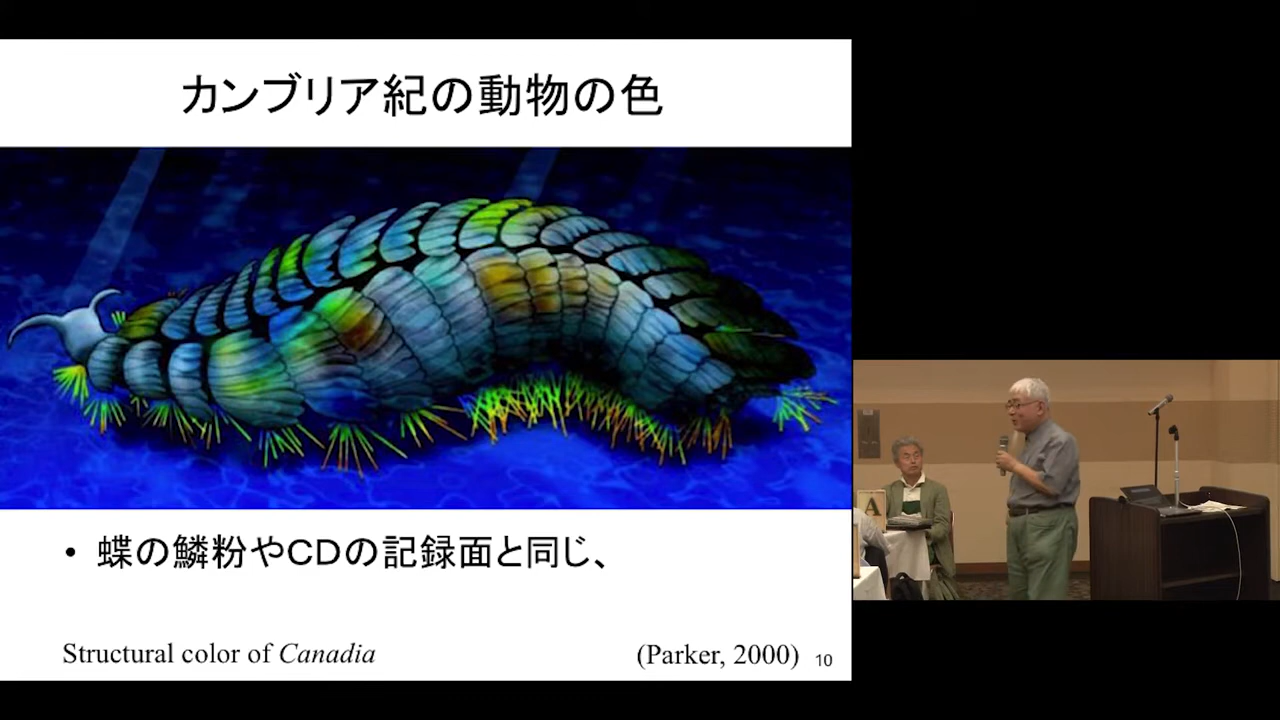 カンブリア紀の動物の色
• 蝶の鱗粉やCDの記録面と同じ、
Structural color of Canadia
(Parker, 2000) 10
A